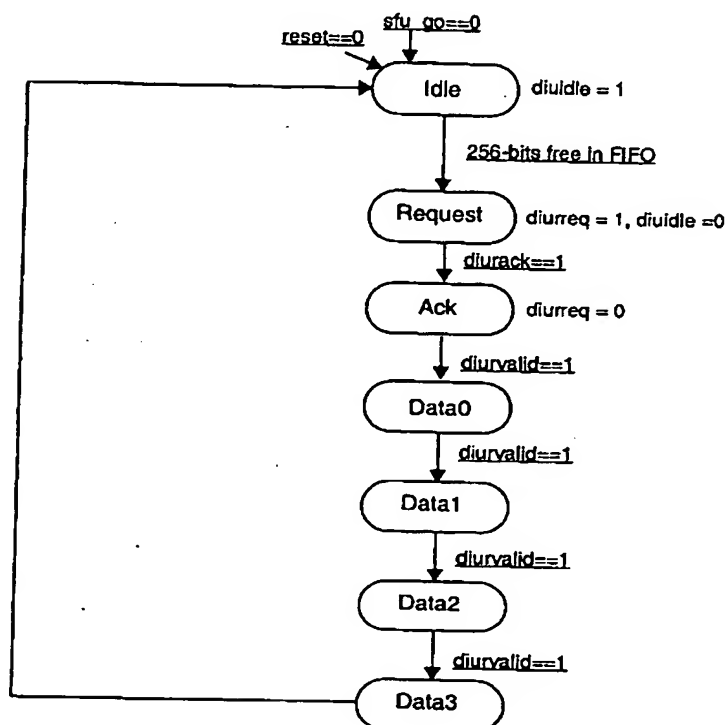 sfu_go==0
reset==0
Idle
diuidle = 1
256-bits free in FIFO
Request
diurreq = 1, diuidle =0
diurack==1
Ack
diurreq = 0
diurvalid==1
Data0
diurvalid==1
Data1
diurvalid==1
Data2
diurvalid==1
Data3